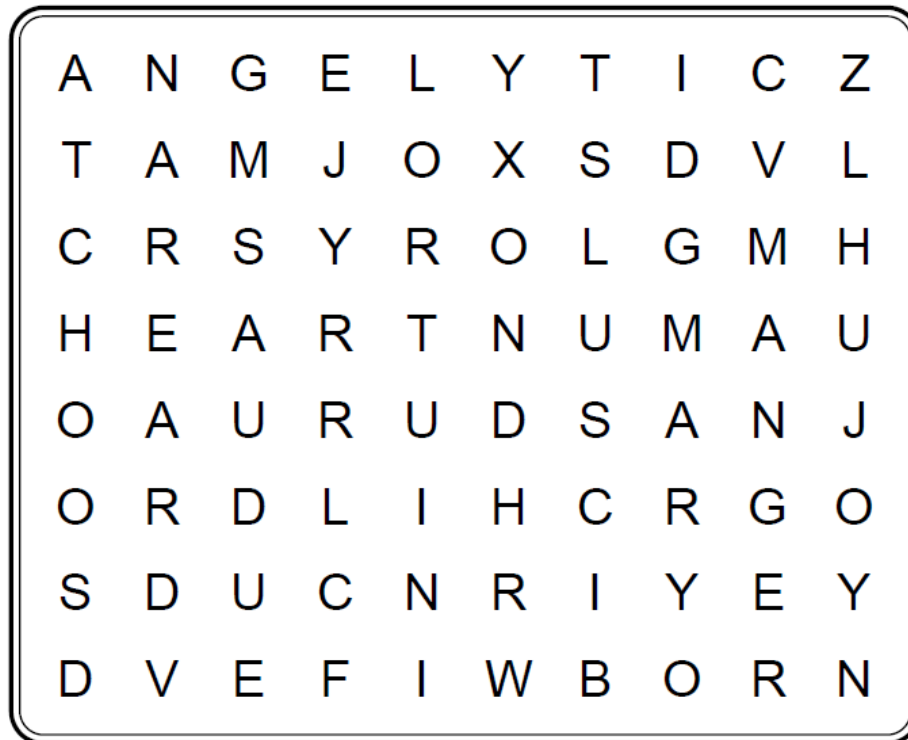 A N G E L Y T I C Z
T A M J O X S D V L
C R S Y R O L G M H
H E A R T N U M A U
O A U R U D S A N J
O R D L I H C R G O
S D U C N R I Y E Y
D V E F I W B O R N